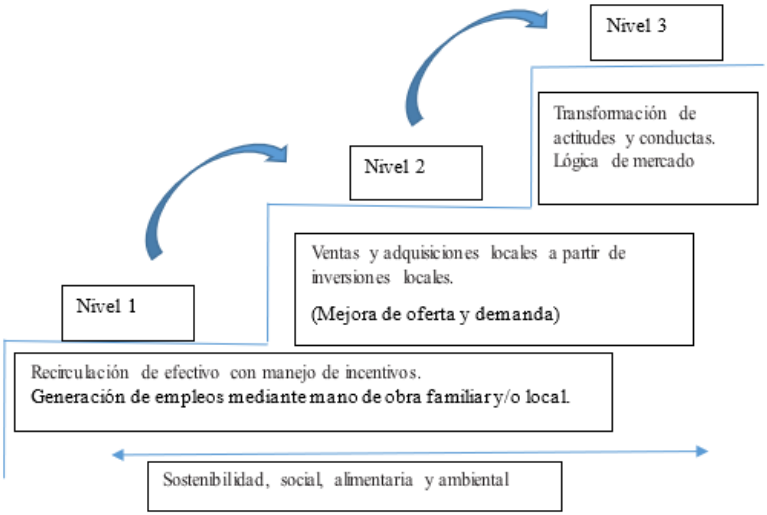 Nivel 3
Transformación de
actitudes y conductas.
Lógica de mercado
Nivel 2
Ventas y adquisiciones locales a partir de
inversiones locales.
(Mejora de oferta y demanda)
Nivel 1
Recirculación de efectivo con manejo de incentivos.
Generación de empleos mediante mano de obra familiar y/o local.
Sostenibilidad, social, alimentaria y ambiental